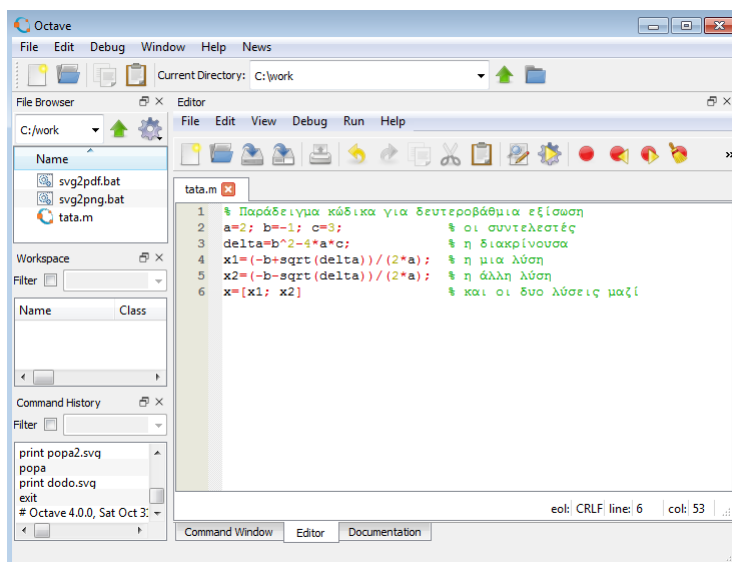 Octave
File Edit Debug Window Help News
Current Directory: C:\work
File Browser
C:/work
Name
svg2pdf.bat
svg2png.bat
tata.m
Workspace
Filter
Name Class
Command History
Filter
print popa2.svg
popa
print dodo.svg
exit
# Octave 4.0.0, Sat Oct
Editor
File Edit View Debug Run Help
tata.m
1 % Παράδειγμα κώδικα για δευτεροβάθμια εξίσωση
2 a=2; b=-1; c=3; % οι συντελεστές
3 delta=b^2-4*a*c; % η διακρίνουσα
4 x1=(-b+sqrt(delta))/(2*a); % η μια λύση
5 x2=(-b-sqrt(delta))/(2*a); % η άλλη λύση
6 x=[x1; x2] % και οι δυο λύσεις μαζί
eol: CRLF line: 6 col: 53
Command Window Editor Documentation